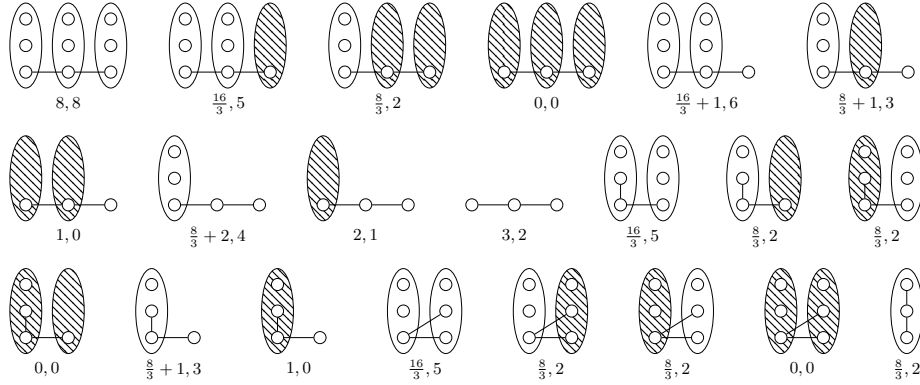 8, 8 16/3, 5 8/3, 2 0, 0 16/3 + 1, 6 8/3 + 1, 3
1, 0 8/3 + 2, 4 2, 1 3, 2 16/3, 5 8/3, 2 8/3, 2
0, 0 8/3 + 1, 3 1, 0 16/3, 5 8/3, 2 8/3, 2 0, 0 8/3, 2